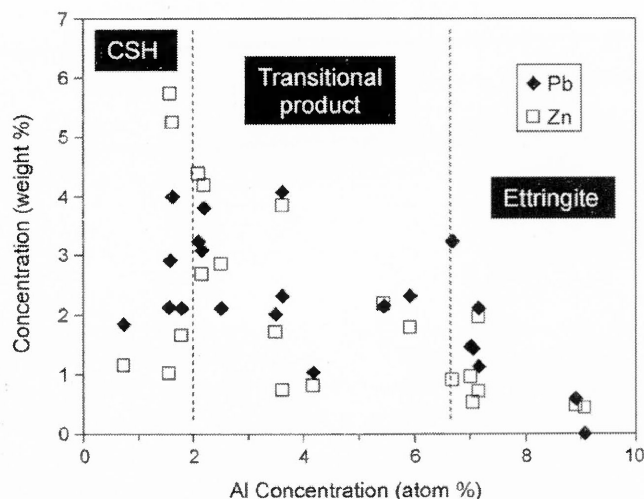 7
6
5
4
3
2
1
0
Concentration (weight %)
CSH
Transitional
product
Pb
Zn
Ettringite
0 2 4 6 8 10
Al Concentration (atom %)